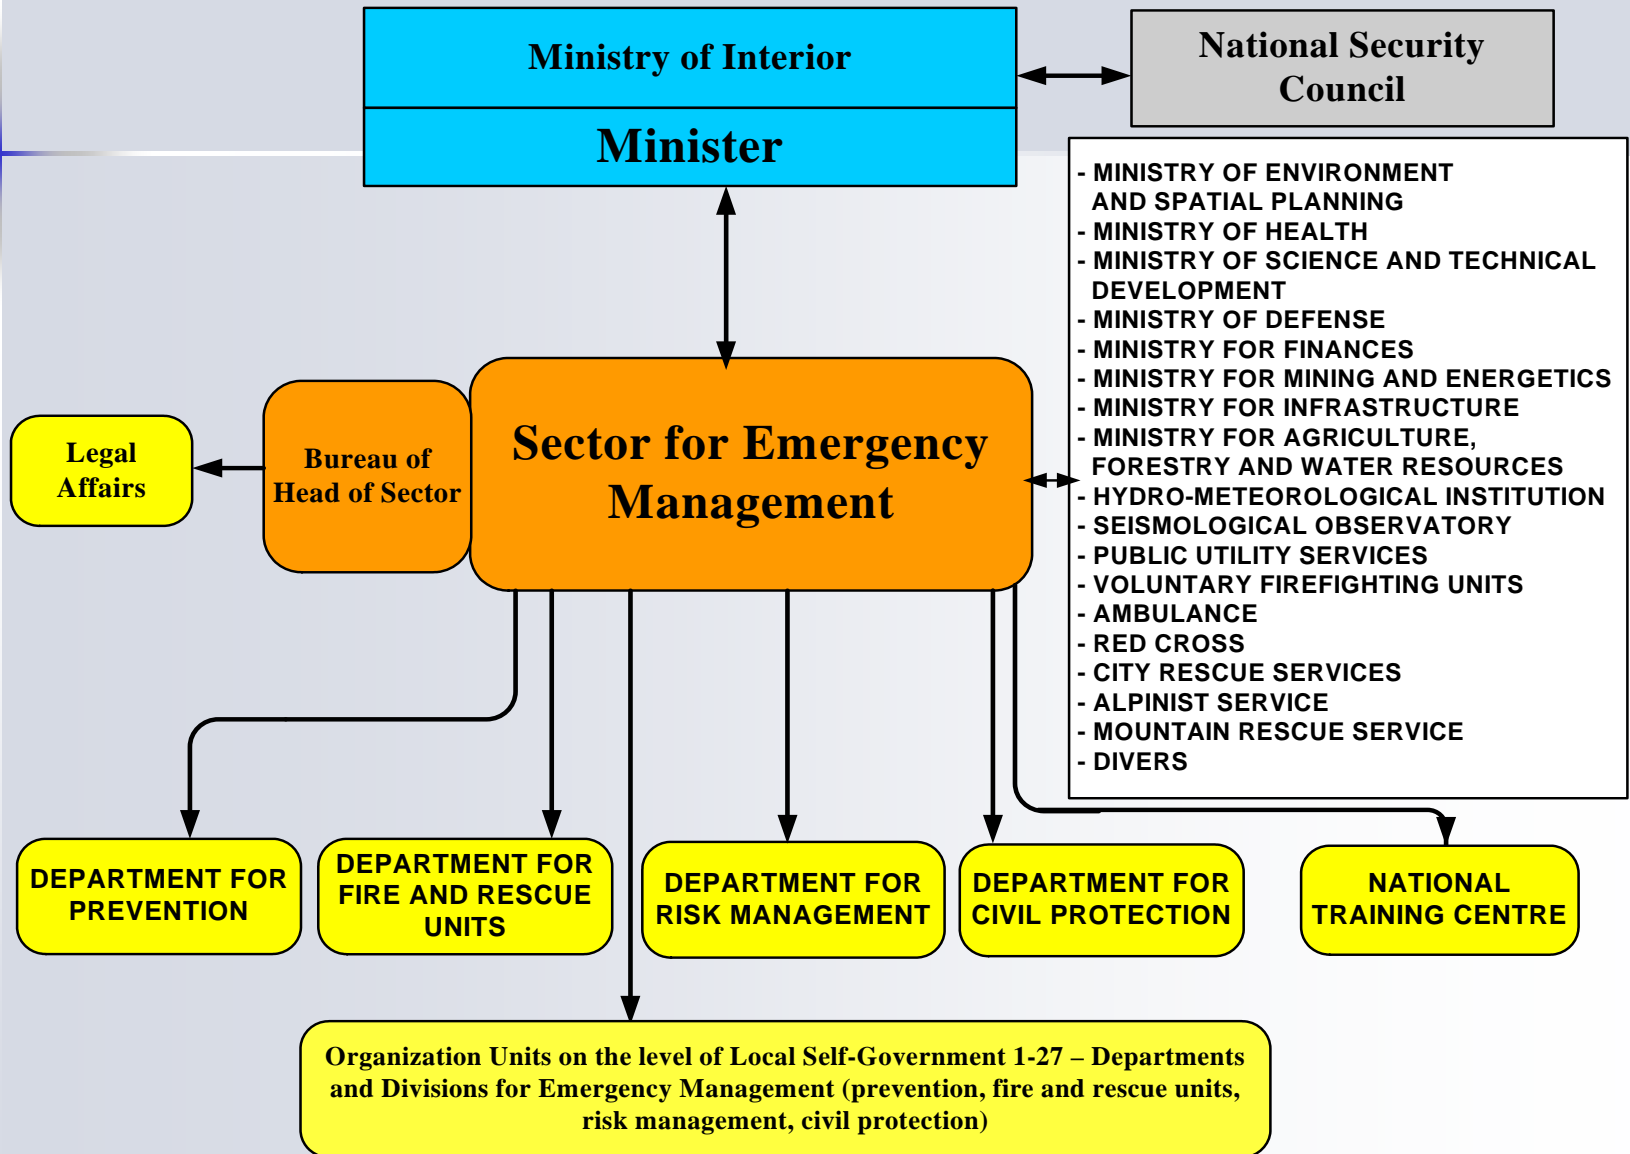 Ministry of Interior
Minister
National Security
Council
- MINISTRY OF ENVIRONMENT
AND SPATIAL PLANNING
- MINISTRY OF HEALTH
- MINISTRY OF SCIENCE AND TECHNICAL
DEVELOPMENT
- MINISTRY OF DEFENSE
- MINISTRY FOR FINANCES
- MINISTRY FOR MINING AND ENERGETICS
- MINISTRY FOR INFRASTRUCTURE
- MINISTRY FOR AGRICULTURE,
FORESTRY AND WATER RESOURCES
- HYDRO-METEOROLOGICAL INSTITUTION
- SEISMOLOGICAL OBSERVATORY
- PUBLIC UTILITY SERVICES
- VOLUNTARY FIREFIGHTING UNITS
- AMBULANCE
- RED CROSS
- CITY RESCUE SERVICES
- ALPINIST SERVICE
- MOUNTAIN RESCUE SERVICE
- DIVERS
Legal
Affairs
Bureau of
Head of Sector
Sector for Emergency
Management
DEPARTMENT FOR
PREVENTION
DEPARTMENT FOR
FIRE AND RESCUE
UNITS
DEPARTMENT FOR
RISK MANAGEMENT
DEPARTMENT FOR
CIVIL PROTECTION
NATIONAL
TRAINING CENTRE
Organization Units on the level of Local Self-Government 1-27 – Departments
and Divisions for Emergency Management (prevention, fire and rescue units,
risk management, civil protection)